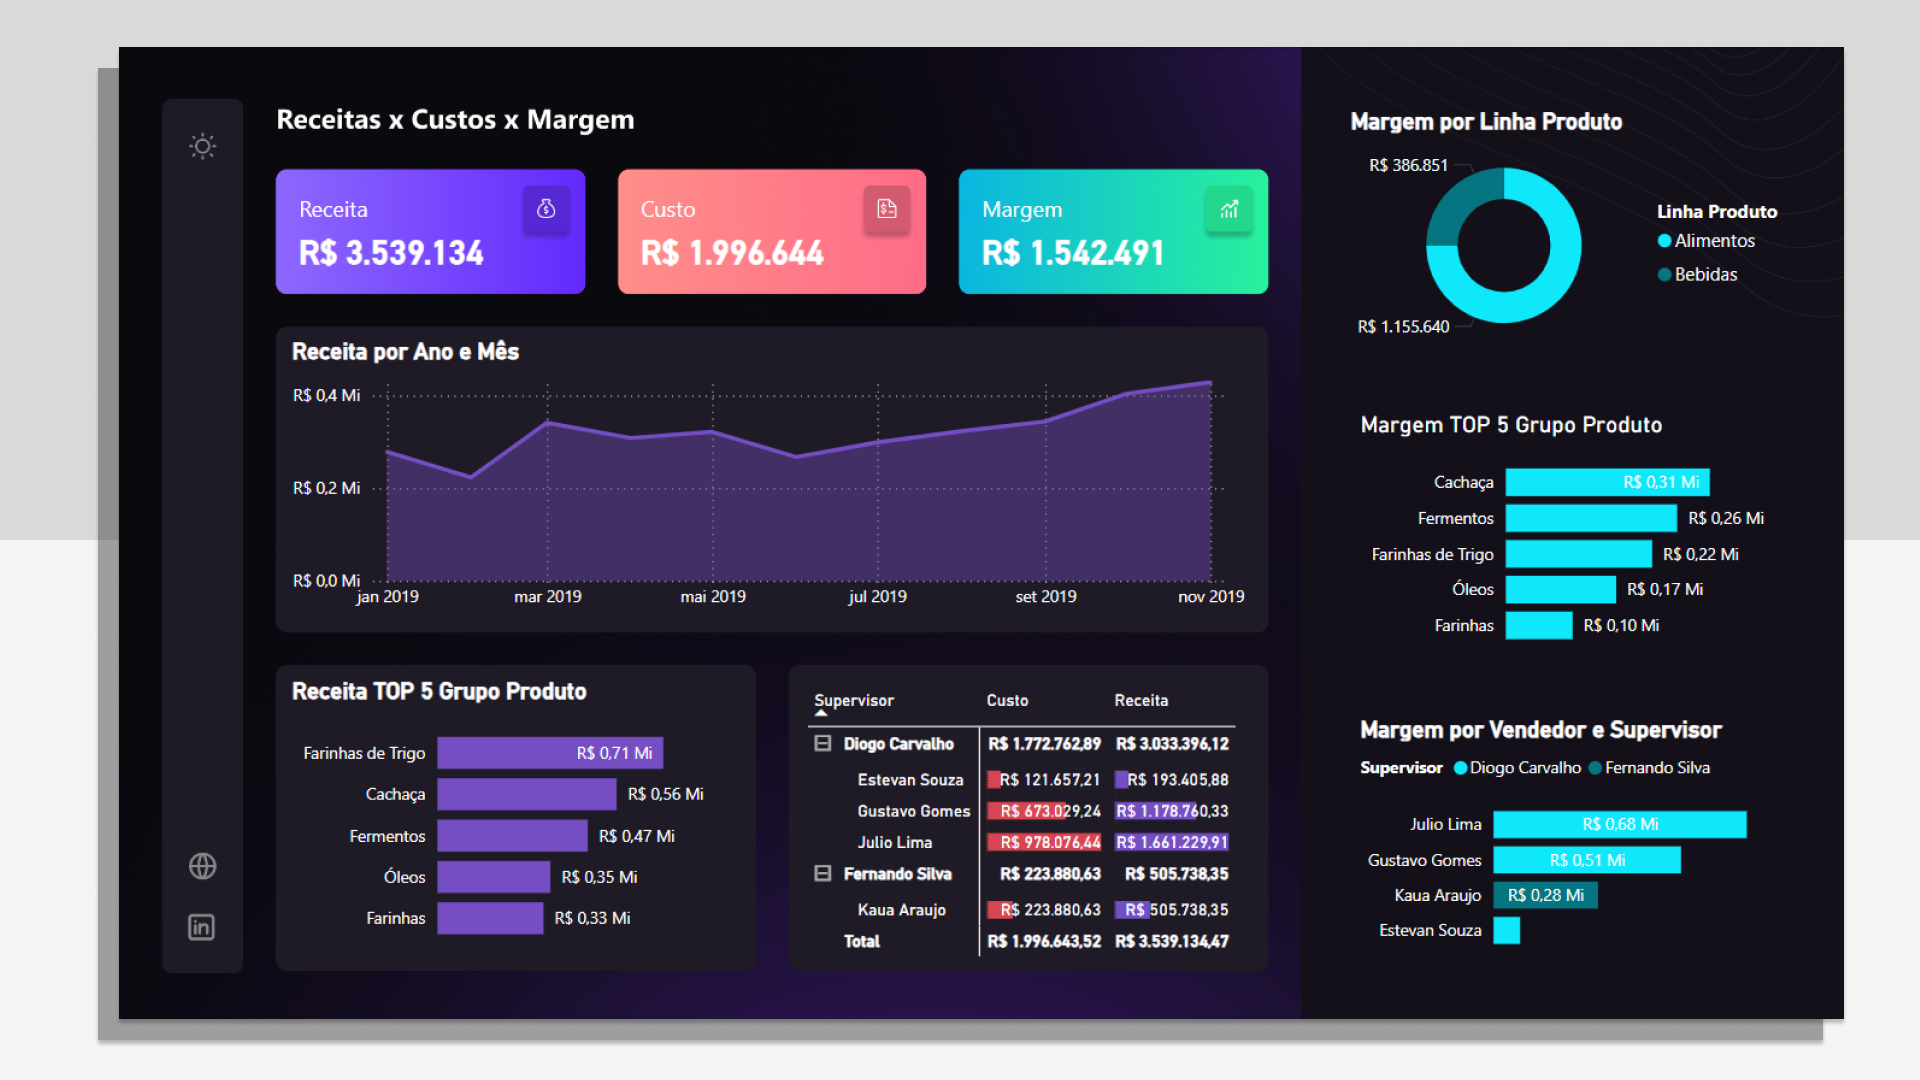 Receitas x Custos x Margem
Receita
R$ 3.539.134
Custo
R$ 1.996.644
Margem
R$ 1.542.491
Receita por Ano e Mês
R$ 0,4 Mi
R$ 0,2 Mi
R$ 0,0 Mi
jan 2019 mar 2019 mai 2019 jul 2019 set 2019 nov 2019
Receita TOP 5 Grupo Produto
Farinhas de Trigo R$ 0,71 Mi
Cachaça R$ 0,56 Mi
Fermentos R$ 0,47 Mi
Óleos R$ 0,35 Mi
Farinhas R$ 0,33 Mi
Supervisor Custo Receita
Diogo Carvalho R$ 1.772.762,89 R$ 3.033.396,12
Estevan Souza R$ 121.657,21 R$ 193.405,88
Gustavo Gomes R$ 673.029,24 R$ 1.178.760,33
Julio Lima R$ 978.076,44 R$ 1.661.229,91
Fernando Silva R$ 223.880,63 R$ 505.738,35
Kaua Araujo R$ 223.880,63 R$ 505.738,35
Total R$ 1.996.643,52 R$ 3.539.134,47
Margem por Linha Produto
R$ 386.851
R$ 1.155.640
Linha Produto
Alimentos
Bebidas
Margem TOP 5 Grupo Produto
Cachaça R$ 0,31 Mi
Fermentos R$ 0,26 Mi
Farinhas de Trigo R$ 0,22 Mi
Óleos R$ 0,17 Mi
Farinhas R$ 0,10 Mi
Margem por Vendedor e Supervisor
Supervisor Diogo Carvalho Fernando Silva
Julio Lima R$ 0,68 Mi
Gustavo Gomes R$ 0,51 Mi
Kaua Araujo R$ 0,28 Mi
Estevan Souza
in